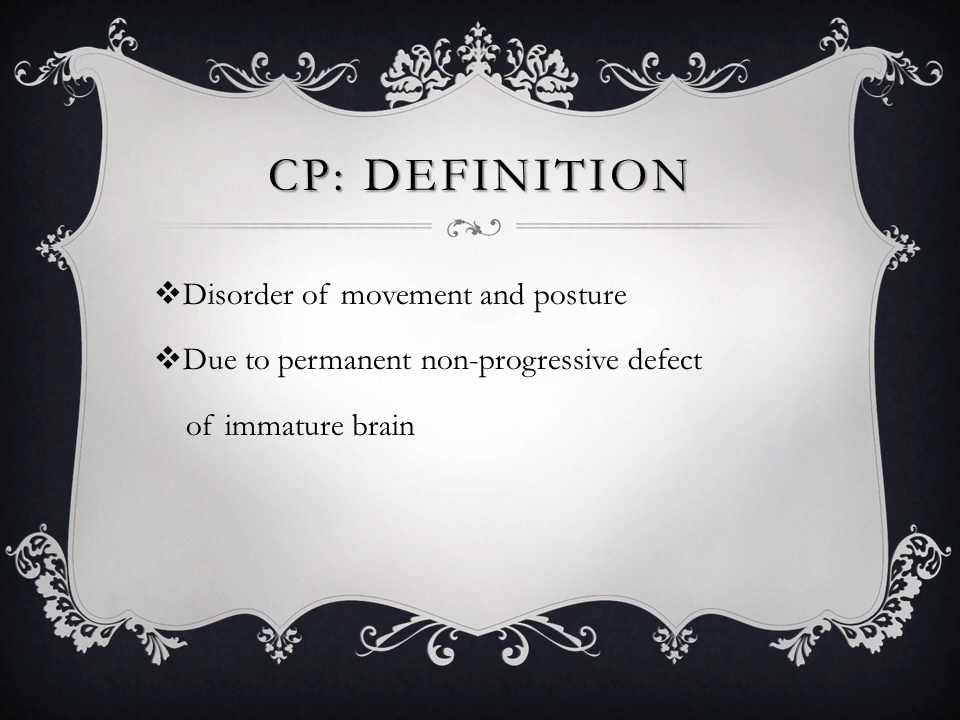 CP: DEFINITION
❖Disorder of movement and posture
❖Due to permanent non-progressive defect
of immature brain